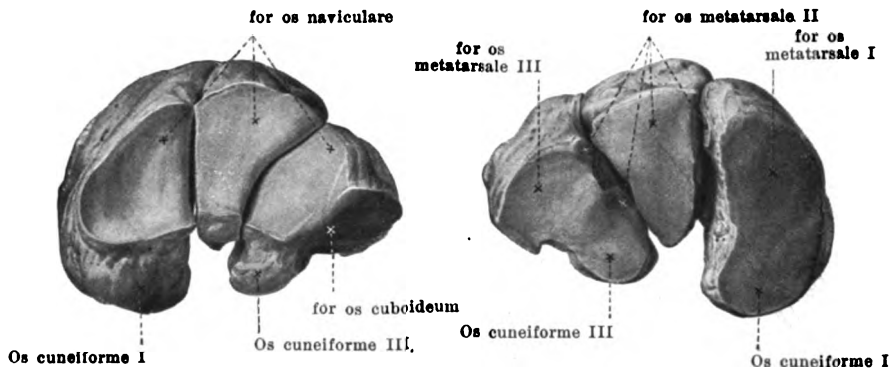 for os naviculare
for os cuboideum
Os cuneiforme III.
Os cuneiforme I
for os metatarsale II
for os
metatarsale III
for os
metatarsale I
Os cuneiforme III
Os cuneiforme I